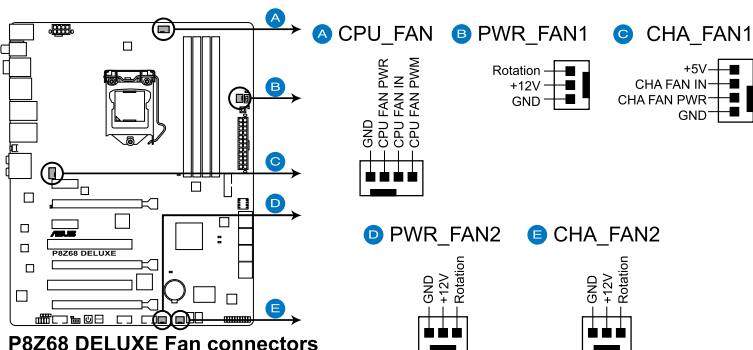 A
B
C
D
E
ASUS
P8Z68 DELUXE
P8Z68 DELUXE Fan connectors
A CPU_FAN
GND
CPU FAN PWR
CPU FAN IN
CPU FAN PWM
B PWR_FAN1
Rotation
+12V
GND
C CHA_FAN1
+5V
CHA FAN IN
CHA FAN PWR
GND
D PWR_FAN2
GND
+12V
Rotation
E CHA_FAN2
GND
+12V
Rotation